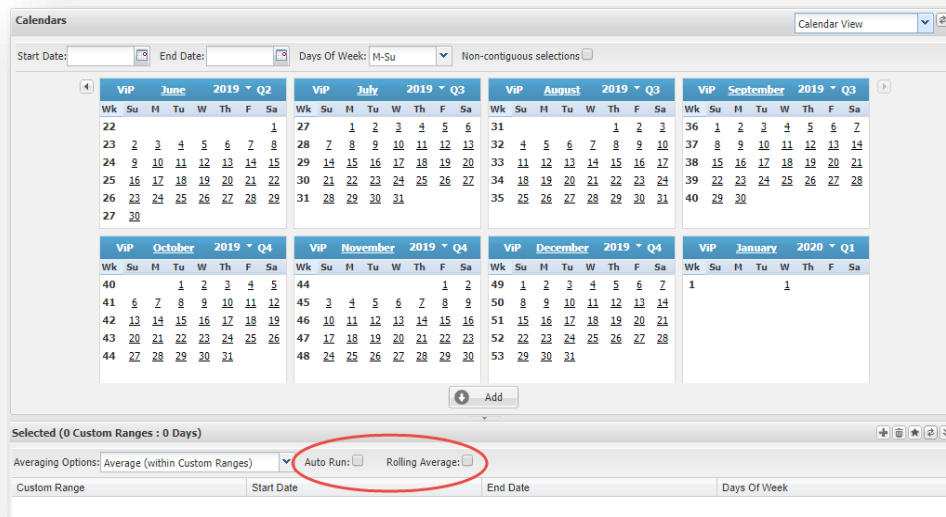 Calendars
Calendar View
Start Date: End Date: Days Of Week: M-Su Non-contiguous selections
ViP June 2019 Q2 ViP July 2019 Q3 ViP August 2019 Q3 ViP September 2019 Q3
Wk Su M Tu W Th F Sa Wk Su M Tu W Th F Sa Wk Su M Tu W Th F Sa Wk Su M Tu W Th F Sa
22 1 27 1 2 3 4 5 6 31 1 2 3 36 1 2 3 4 5 6 7
23 2 3 4 5 6 7 8 28 7 8 9 10 11 12 13 32 4 5 6 7 8 9 10 37 8 9 10 11 12 13 14
24 9 10 11 12 13 14 15 29 14 15 16 17 18 19 20 33 11 12 13 14 15 16 17 38 15 16 17 18 19 20 21
25 16 17 18 19 20 21 22 30 21 22 23 24 25 26 27 34 18 19 20 21 22 23 24 39 22 23 24 25 26 27 28
26 23 24 25 26 27 28 29 31 28 29 30 31 35 25 26 27 28 29 30 31 40 29 30
27 30
ViP October 2019 Q4 ViP November 2019 Q4 ViP December 2019 Q4 ViP January 2020 Q1
Wk Su M Tu W Th F Sa Wk Su M Tu W Th F Sa Wk Su M Tu W Th F Sa Wk Su M Tu W Th F Sa
40 1 2 3 4 5 44 1 2 49 1 2 3 4 5 6 7 1 1
41 6 7 8 9 10 11 12 45 3 4 5 6 7 8 9 50 8 9 10 11 12 13 14
42 13 14 15 16 17 18 19 46 10 11 12 13 14 15 16 51 15 16 17 18 19 20 21
43 20 21 22 23 24 25 26 47 17 18 19 20 21 22 23 52 22 23 24 25 26 27 28
44 27 28 29 30 31 48 24 25 26 27 28 29 30 53 29 30 31
Add
Selected (0 Custom Ranges : 0 Days)
Averaging Options: Average (within Custom Ranges) Auto Run: Rolling Average:
Custom Range Start Date End Date Days Of Week